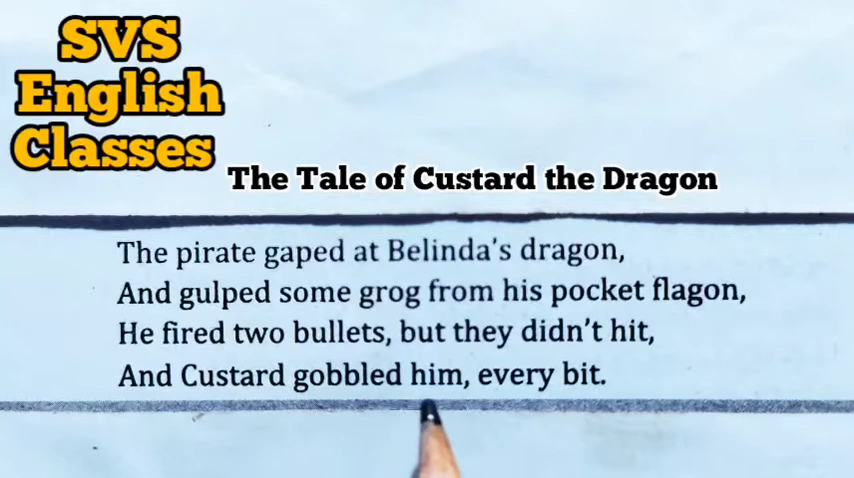 SVS
English
Classes
The Tale of Custard the Dragon
The pirate gaped at Belinda's dragon,
And gulped some grog from his pocket flagon,
He fired two bullets, but they didn't hit,
And Custard gobbled him, every bit.